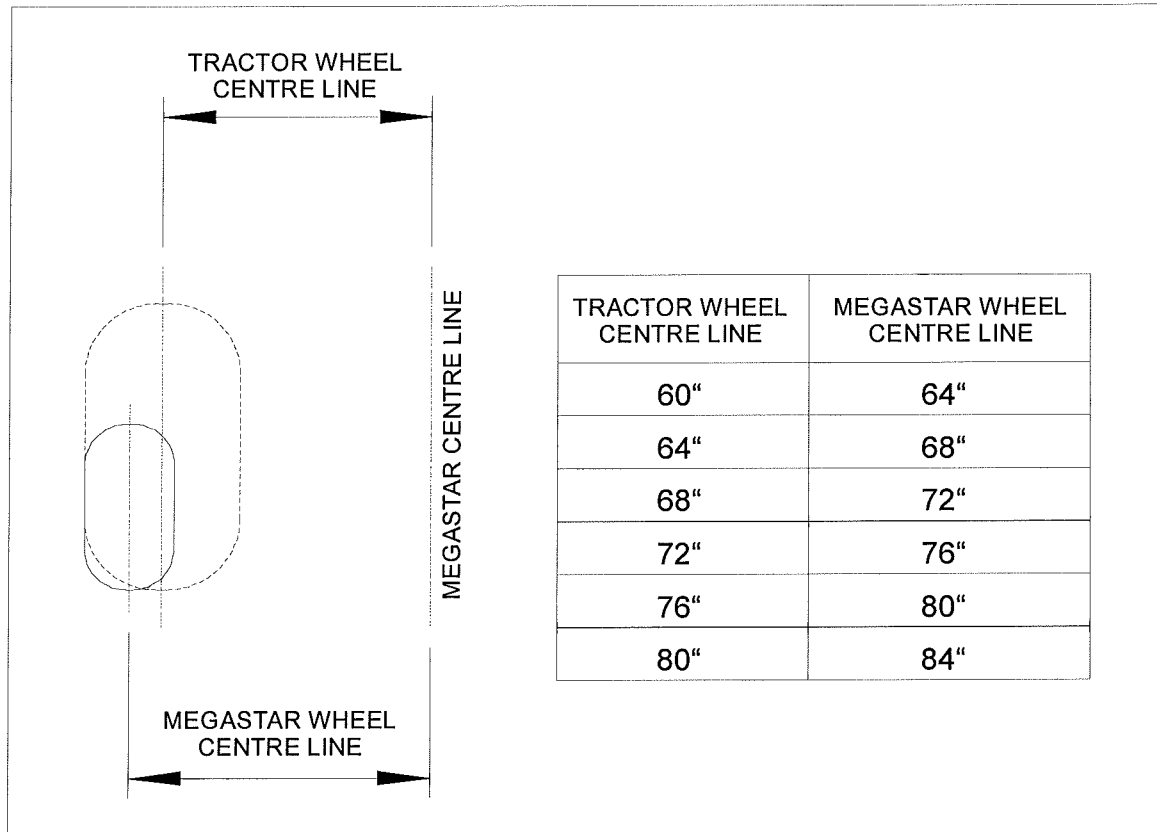 TRACTOR WHEEL
CENTRE LINE
MEGASTAR CENTRE LINE
MEGASTAR WHEEL
CENTRE LINE
TRACTOR WHEEL
CENTRE LINE
MEGASTAR WHEEL
CENTRE LINE
60“ 64“
64“ 68“
68“ 72“
72“ 76“
76“ 80“
80“ 84“